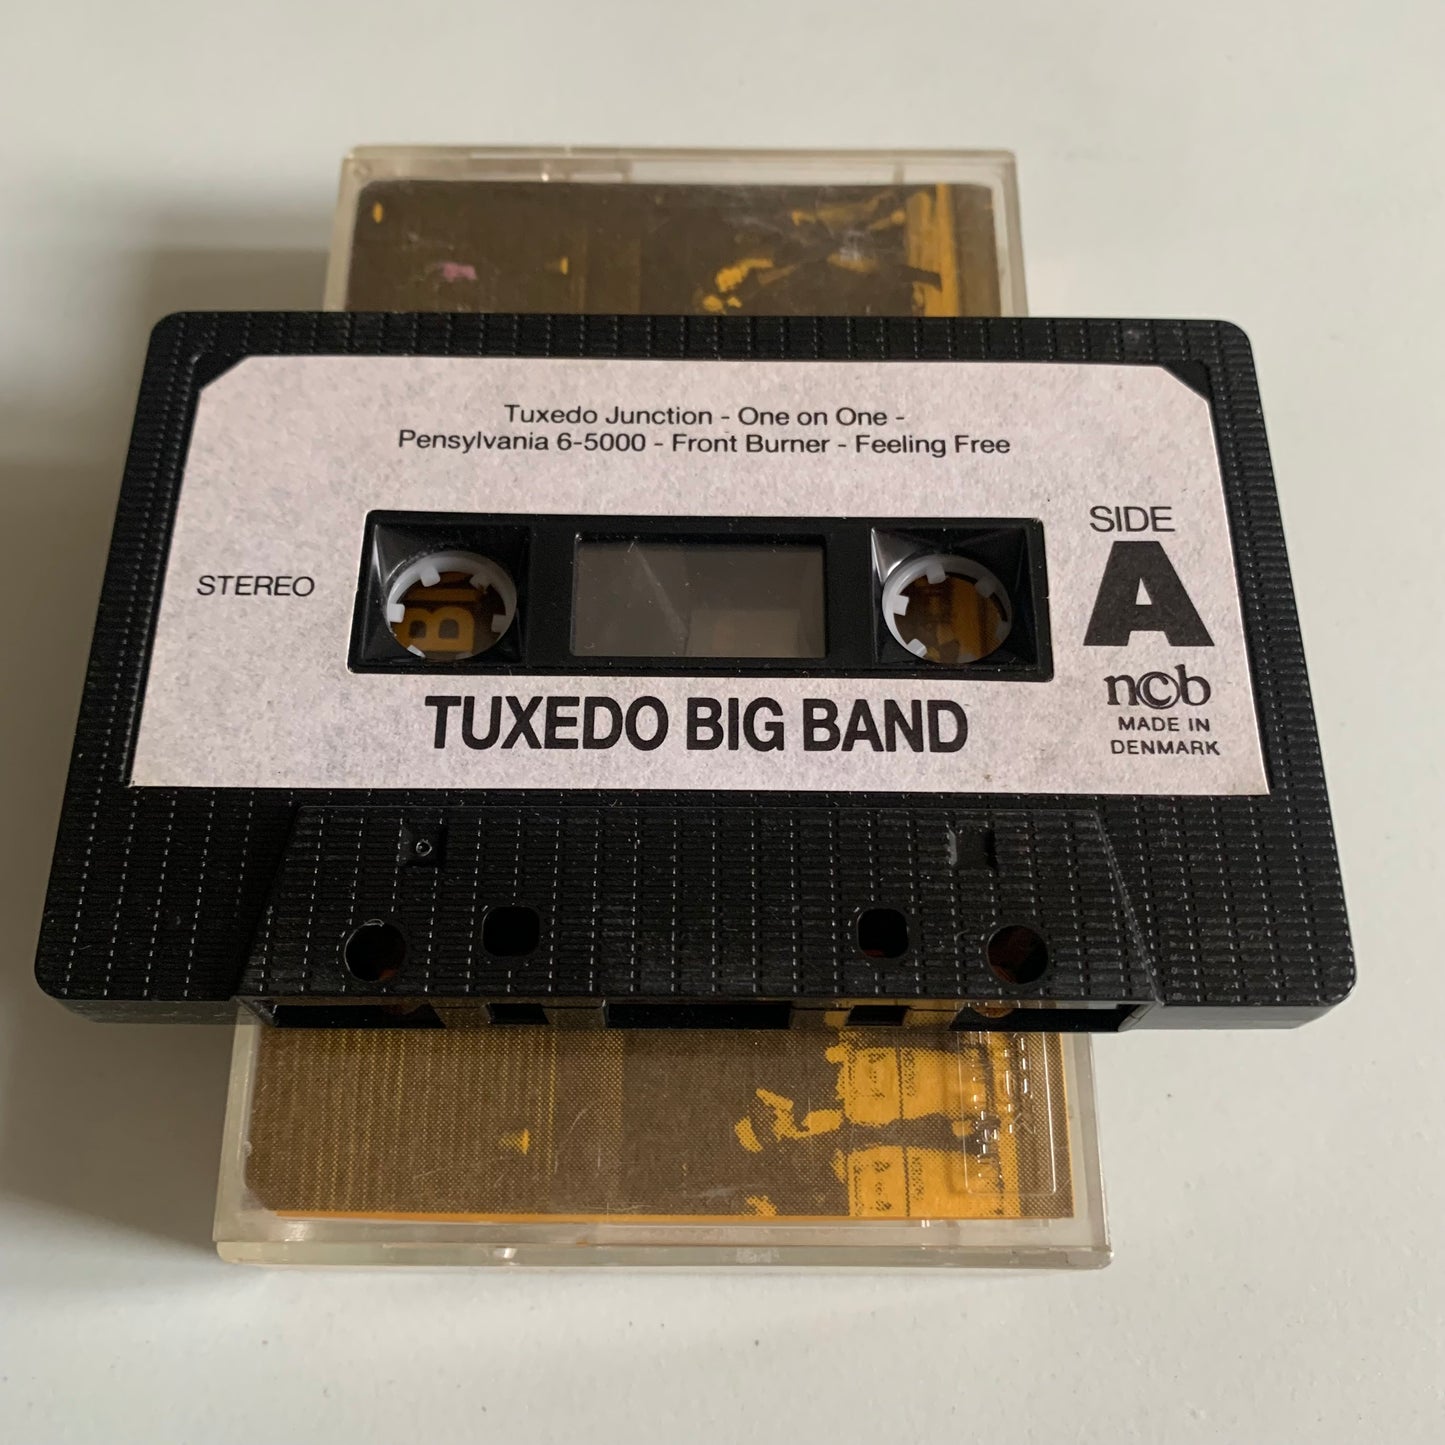 Tuxedo Junction - One on One -
Pensylvania 6-5000 - Front Burner - Feeling Free
SIDE
A
STEREO
ncb
MADE IN
DENMARK
TUXEDO BIG BAND
B